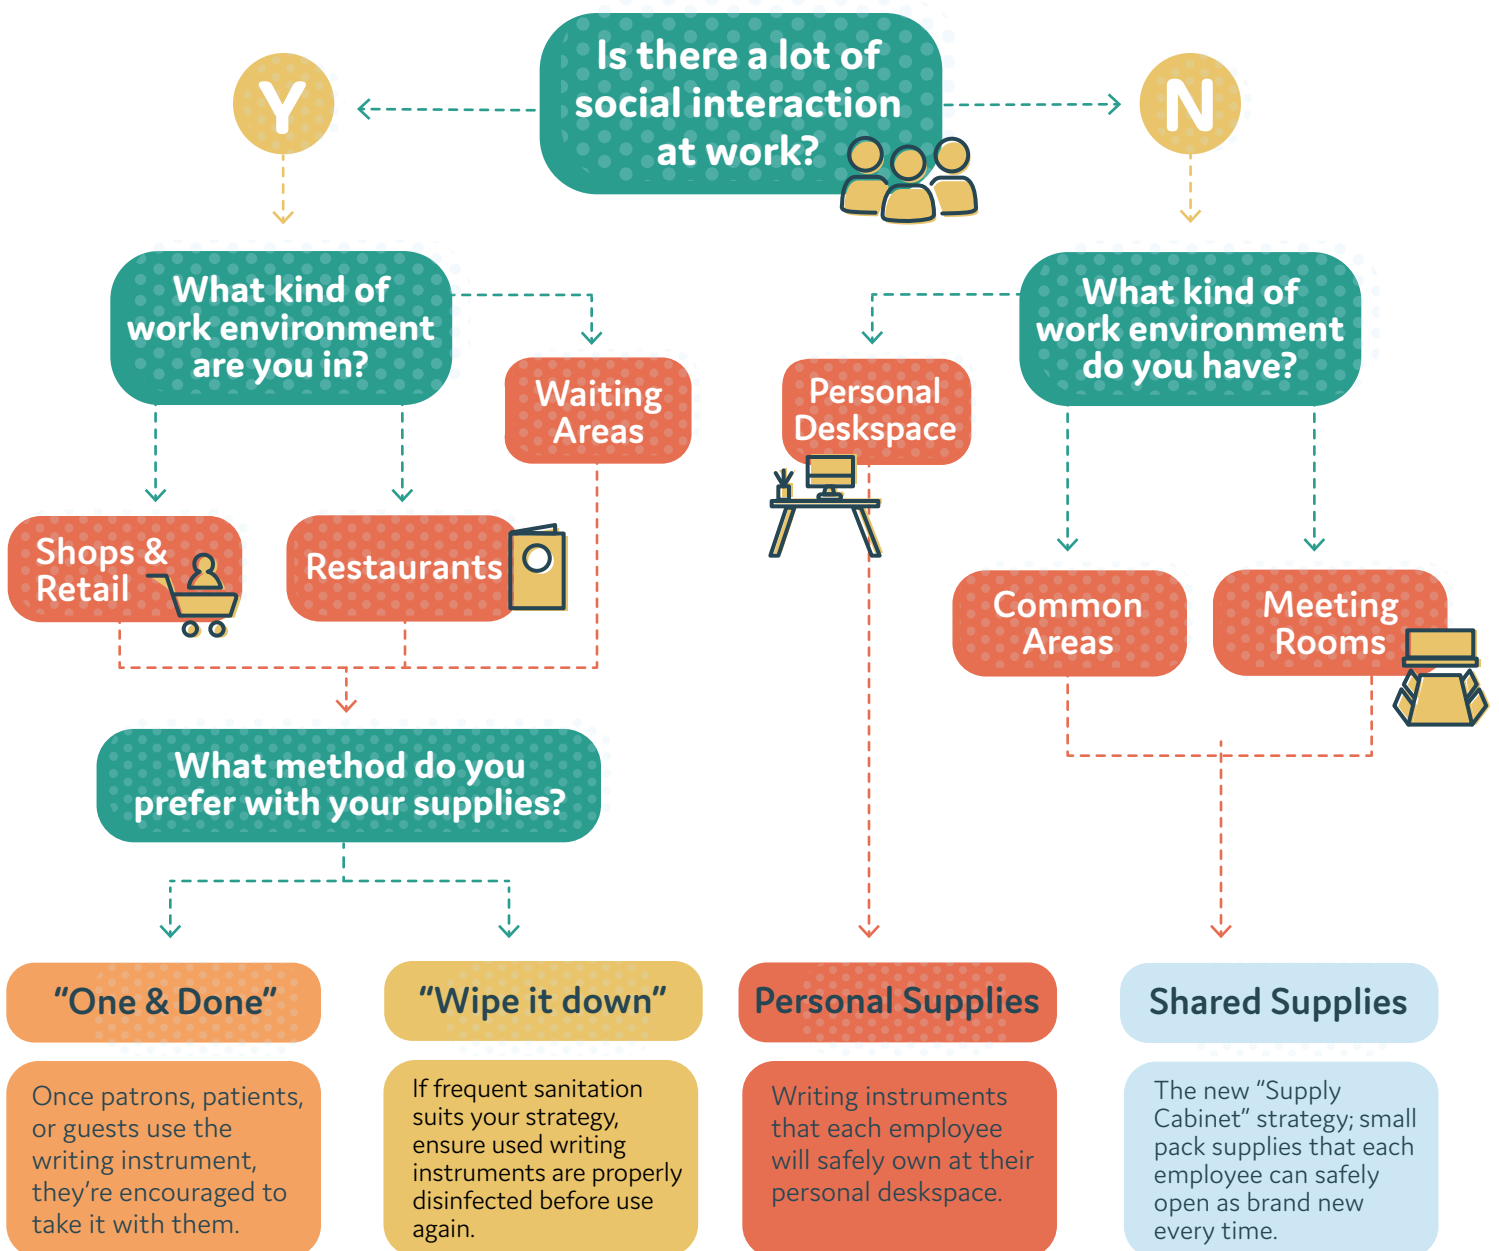 Is there a lot of
social interaction
at work?
Y
N
What kind of
work environment
are you in?
Waiting
Areas
Shops &
Retail
Restaurants
What method do you
prefer with your supplies?
What kind of
work environment
do you have?
Personal
Deskspace
Common
Areas
Meeting
Rooms
"One & Done"
Once patrons, patients,
or guests use the
writing instrument,
they're encouraged to
take it with them.
"Wipe it down"
If frequent sanitation
suits your strategy,
ensure used writing
instruments are properly
disinfected before use
again.
Personal Supplies
Writing instruments
that each employee
will safely own at their
personal deskspace.
Shared Supplies
The new "Supply
Cabinet" strategy; small
pack supplies that each
employee can safely
open as brand new
every time.